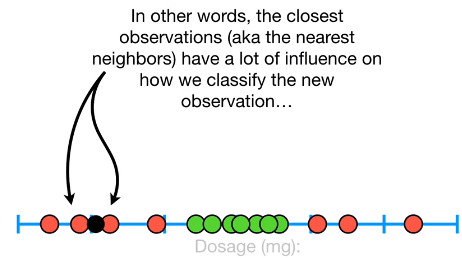 In other words, the closest
observations (aka the nearest
neighbors) have a lot of influence on
how we classify the new
observation…
Dosage (mg):